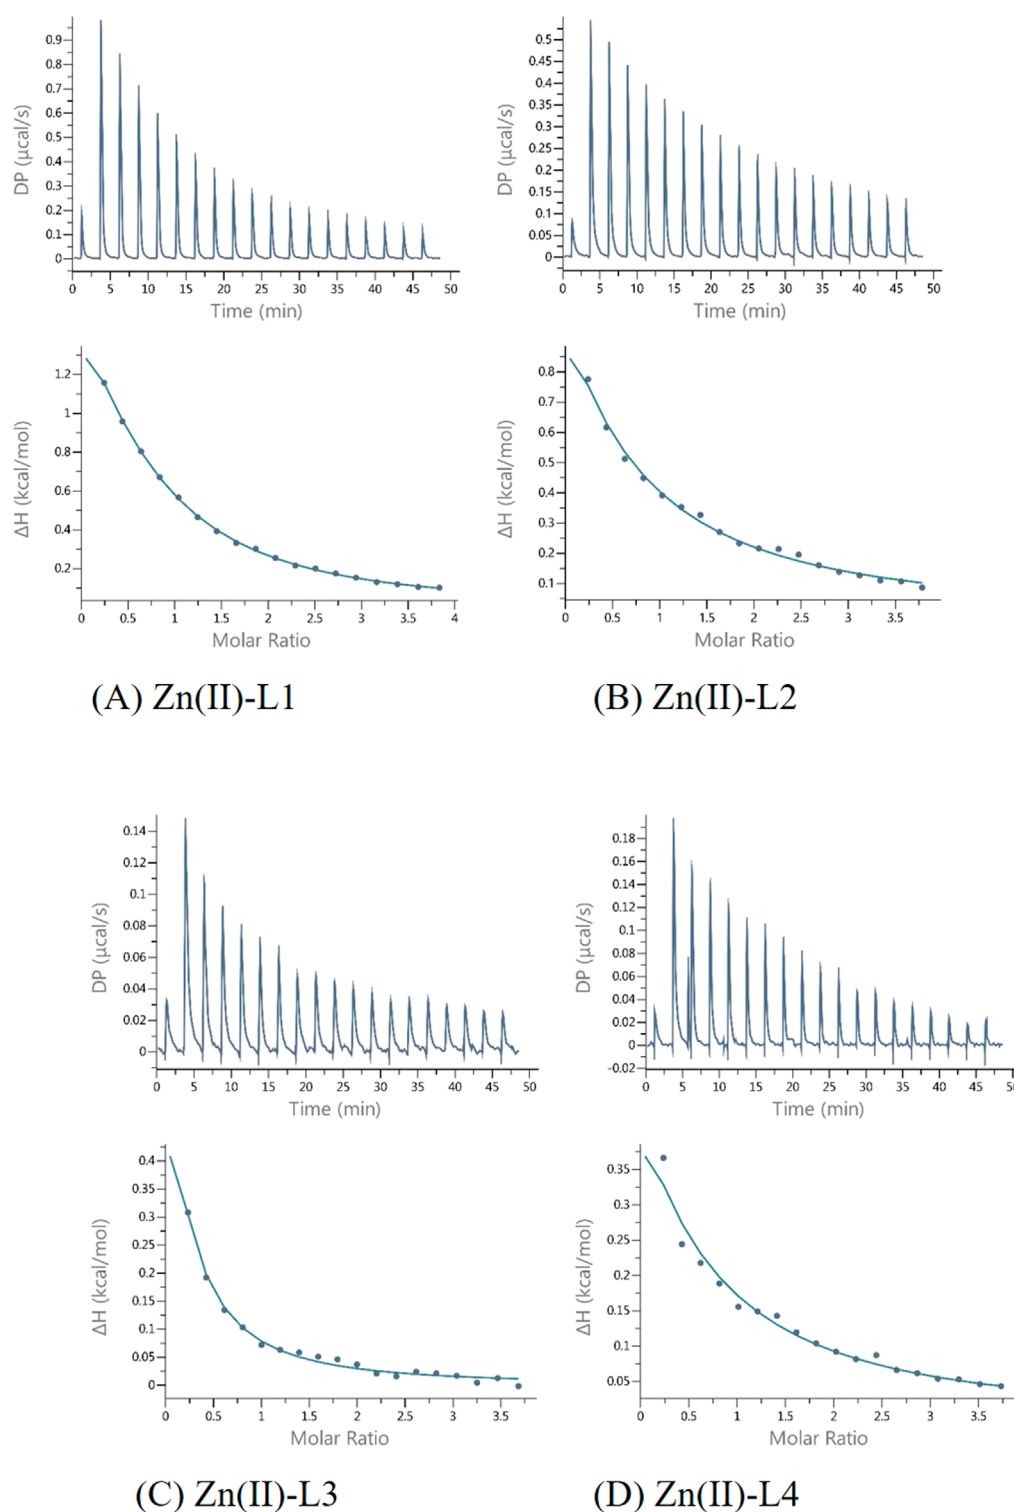 DP (µcal/s)
0.9
0.8
0.7
0.6
0.5
0.4
0.3
0.2
0.1
0
0 5 10 15 20 25 30 35 40 45 50
Time (min)
DP (µcal/s)
0.5
0.45
0.4
0.35
0.3
0.25
0.2
0.15
0.1
0.05
0
0 5 10 15 20 25 30 35 40 45 50
Time (min)
ΔH (kcal/mol)
1.2
1
0.8
0.6
0.4
0.2
0 0.5 1 1.5 2 2.5 3 3.5 4
Molar Ratio
ΔH (kcal/mol)
0.8
0.7
0.6
0.5
0.4
0.3
0.2
0.1
0 0.5 1 1.5 2 2.5 3 3.5
Molar Ratio
(A) Zn(II)-L1
(B) Zn(II)-L2
DP (µcal/s)
0.14
0.12
0.1
0.08
0.06
0.04
0.02
0
0 5 10 15 20 25 30 35 40 45 50
Time (min)
DP (µcal/s)
0.18
0.16
0.14
0.12
0.1
0.08
0.06
0.04
0.02
0
-0.02
0 5 10 15 20 25 30 35 40 45 50
Time (min)
ΔH (kcal/mol)
0.4
0.35
0.3
0.25
0.2
0.15
0.1
0.05
0
0 0.5 1 1.5 2 2.5 3 3.5
Molar Ratio
ΔH (kcal/mol)
0.35
0.3
0.25
0.2
0.15
0.1
0.05
0 0.5 1 1.5 2 2.5 3 3.5
Molar Ratio
(C) Zn(II)-L3
(D) Zn(II)-L4